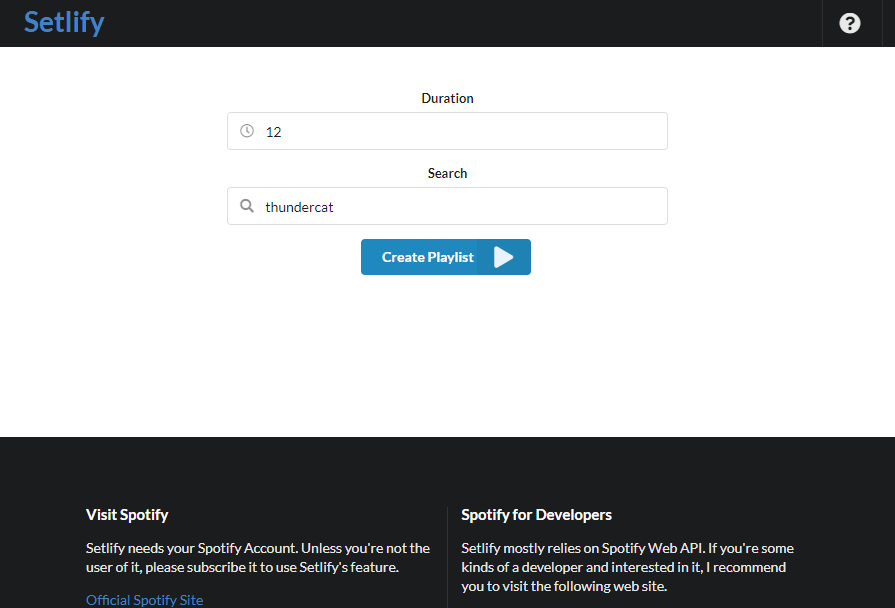 Setlify
Duration
12
Search
thundercat
Create Playlist
Visit Spotify
Setlify needs your Spotify Account. Unless you're not the
user of it, please subscribe it to use Setlify's feature.
Official Spotify Site
Spotify for Developers
Setlify mostly relies on Spotify Web API. If you're some
kinds of a developer and interested in it, I recommend
you to visit the following web site.